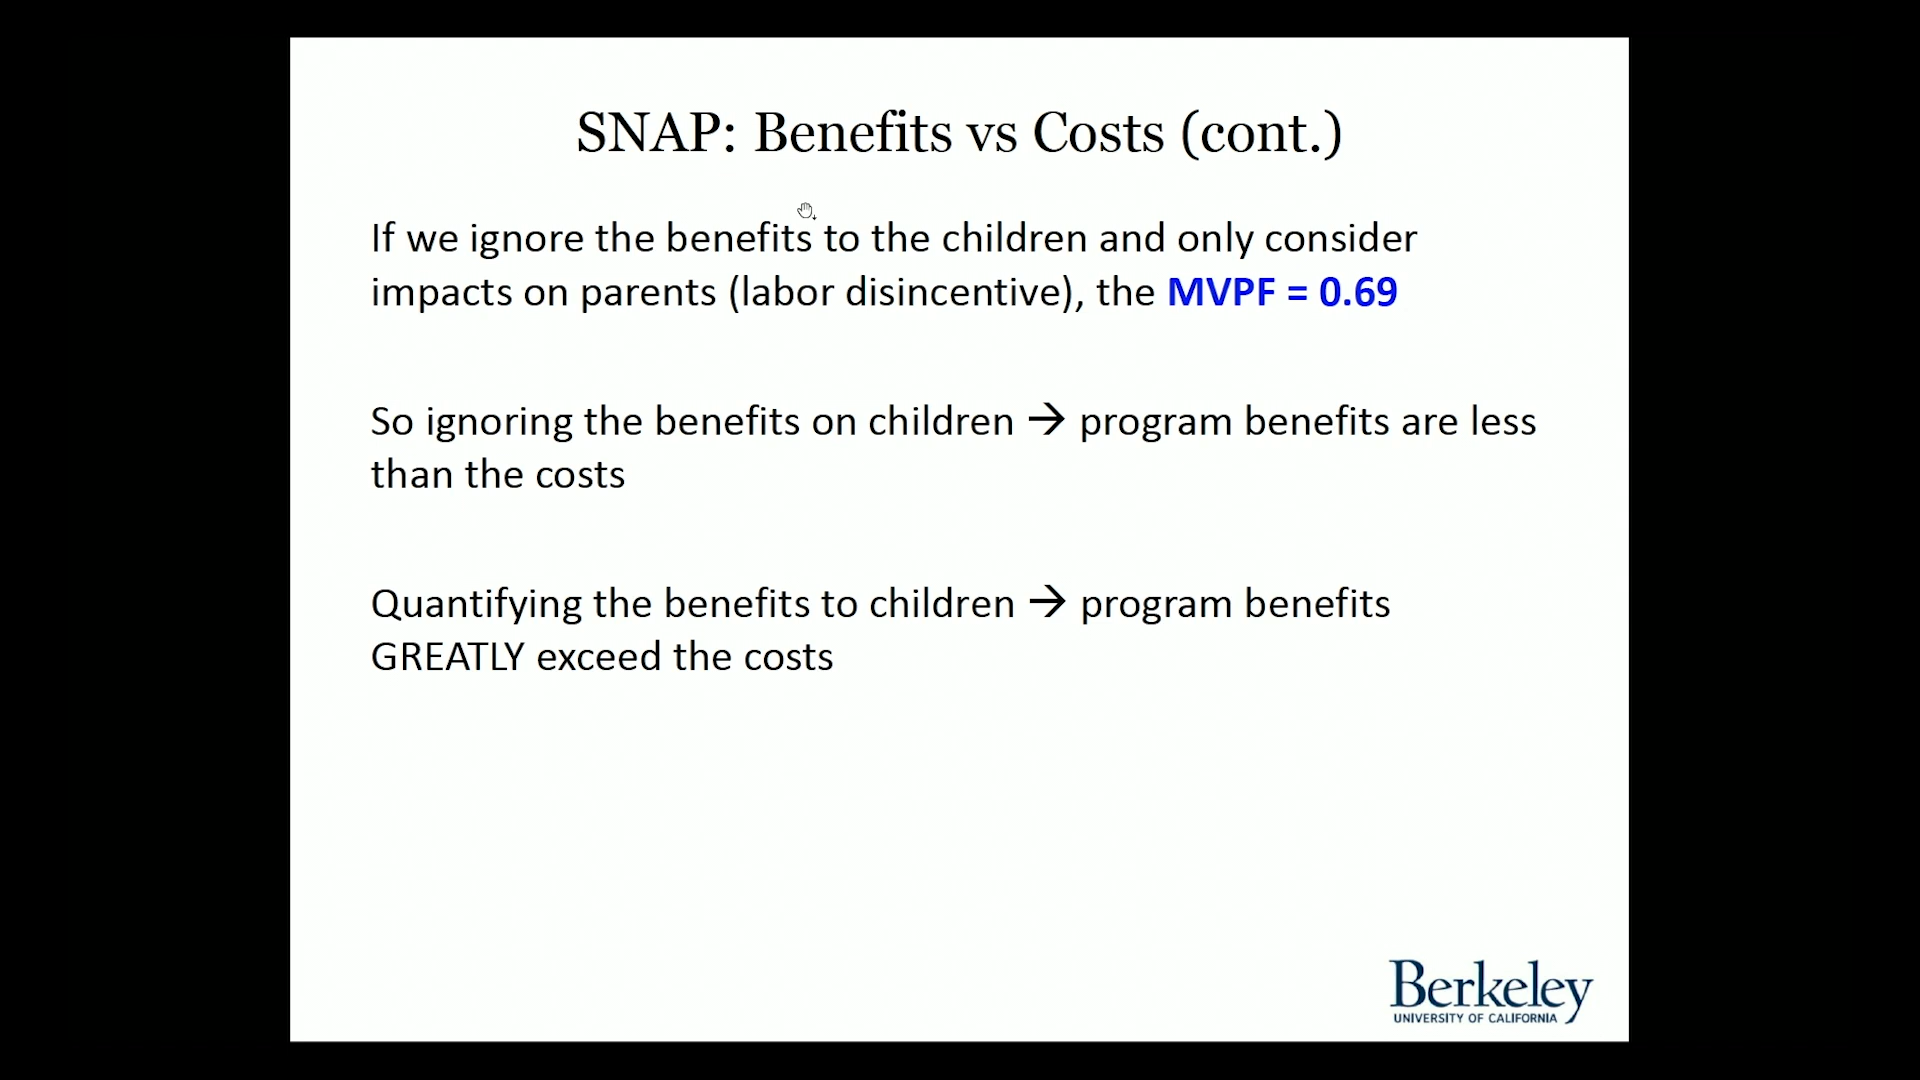 SNAP: Benefits vs Costs (cont.)
If we ignore the benefits to the children and only consider
impacts on parents (labor disincentive), the MVPF = 0.69
So ignoring the benefits on children → program benefits are less
than the costs
Quantifying the benefits to children → program benefits
GREATLY exceed the costs
Berkeley
UNIVERSITY OF CALIFORNIA